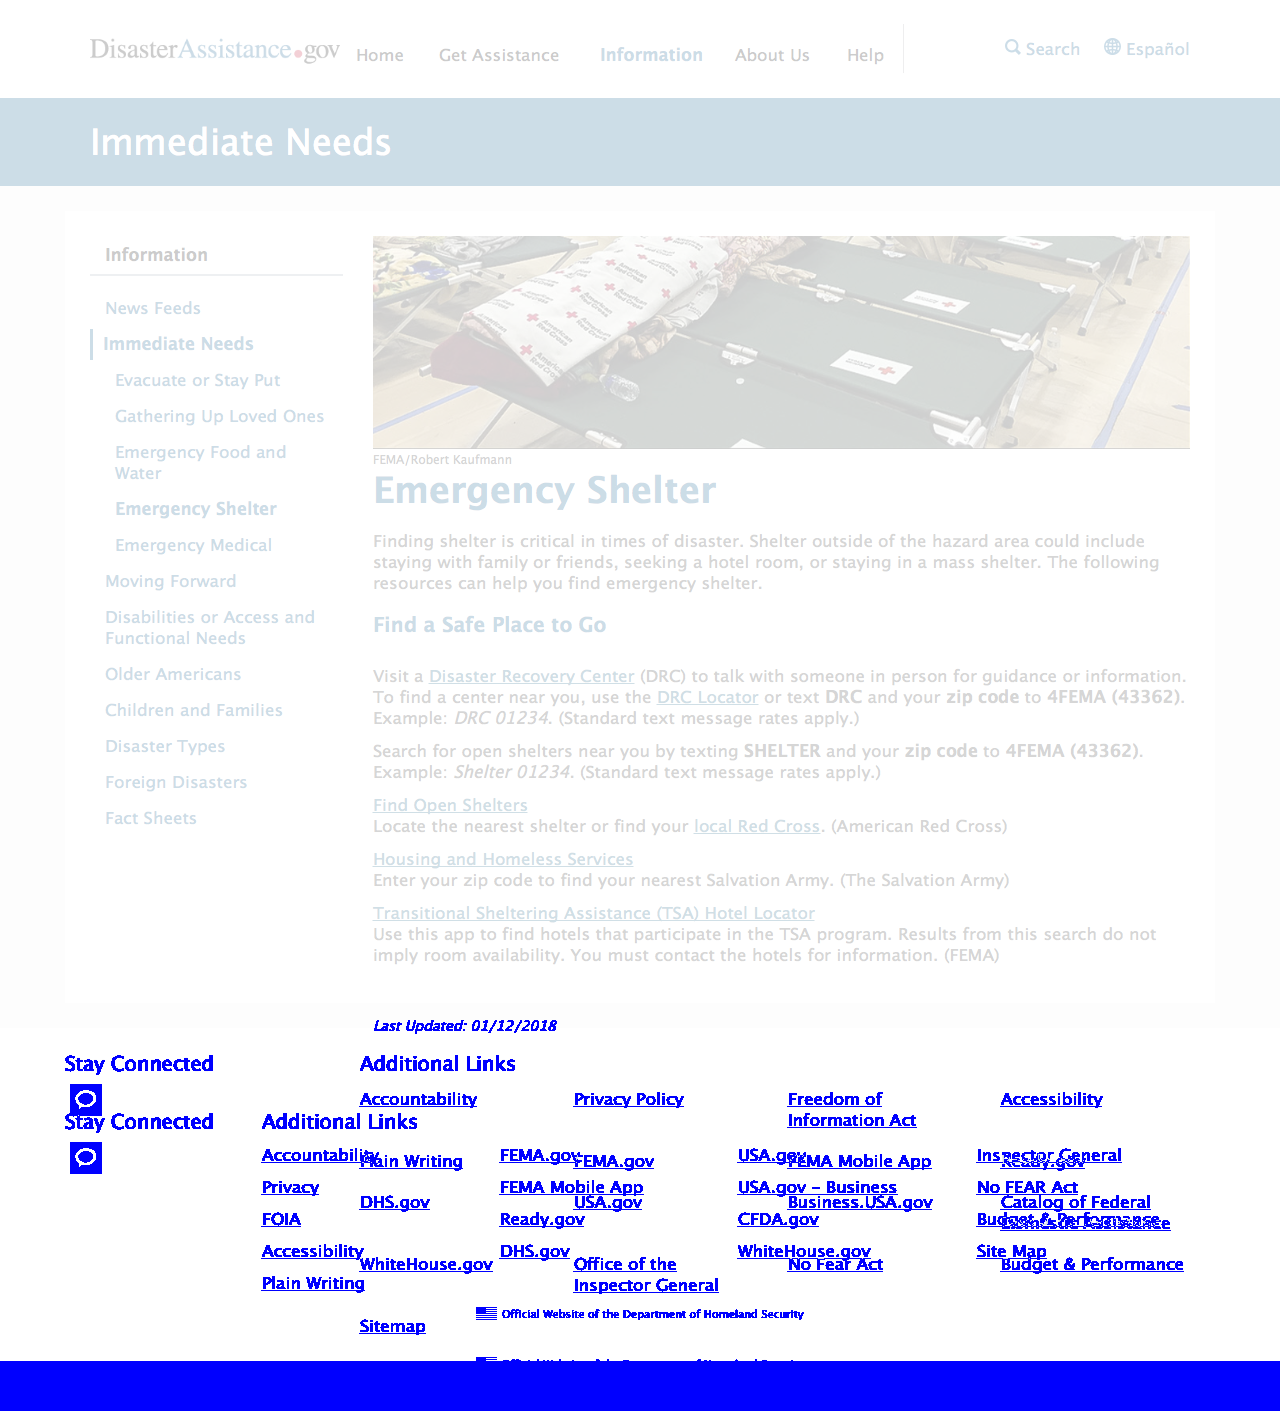 DisasterAssistance.gov Home Get Assistance Information About Us Help Search Español
Immediate Needs
Information
News Feeds
Immediate Needs
Evacuate or Stay Put
Gathering Up Loved Ones
Emergency Food and
Water
Emergency Shelter
Emergency Medical
Moving Forward
Disabilities or Access and
Functional Needs
Older Americans
Children and Families
Disaster Types
Foreign Disasters
Fact Sheets
American
Red Cross
FEMA/Robert Kaufmann
Emergency Shelter
Finding shelter is critical in times of disaster. Shelter outside of the hazard area could include
staying with family or friends, seeking a hotel room, or staying in a mass shelter. The following
resources can help you find emergency shelter.
Find a Safe Place to Go
Visit a Disaster Recovery Center (DRC) to talk with someone in person for guidance or information.
To find a center near you, use the DRC Locator or text DRC and your zip code to 4FEMA (43362).
Example: DRC 01234. (Standard text message rates apply.)
Search for open shelters near you by texting SHELTER and your zip code to 4FEMA (43362).
Example: Shelter 01234. (Standard text message rates apply.)
Find Open Shelters
Locate the nearest shelter or find your local Red Cross. (American Red Cross)
Housing and Homeless Services
Enter your zip code to find your nearest Salvation Army. (The Salvation Army)
Transitional Sheltering Assistance (TSA) Hotel Locator
Use this app to find hotels that participate in the TSA program. Results from this search do not
imply room availability. You must contact the hotels for information. (FEMA)
Last Updated: 01/12/2018
Stay Connected Additional Links
Accountability Privacy Policy Freedom of Accessibility
Information Act
Stay Connected Additional Links
Accountability FEMA.gov USA.gov Inspector General
Plain Writing FEMA.gov FEMA Mobile App Ready.gov
Privacy FEMA Mobile App USA.gov – Business No FEAR Act
DHS.gov USA.gov Business.USA.gov Catalog of Federal
FOIA Ready.gov CFDA.gov Budget & Performance
Domestic Assistance
Accessibility DHS.gov WhiteHouse.gov Site Map
WhiteHouse.gov Office of the No Fear Act Budget & Performance
Plain Writing Inspector General
Official Website of the Department of Homeland Security
Sitemap